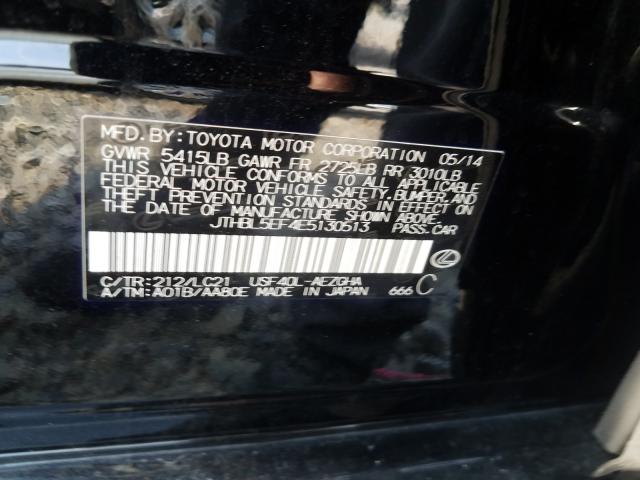 MFD. BY: TOYOTA MOTOR CORPORATION 05/14
GVWR 5415LB GAWR FR 2725LB RR 3010LB
THIS VEHICLE CONFORMS TO ALL APPLICABLE
FEDERAL MOTOR VEHICLE SAFETY, BUMPER, AND
THEFT PREVENTION STANDARDS IN EFFECT ON
THE DATE OF MANUFACTURE SHOWN ABOVE.
JTHBL5EF4E5130513 PASS. CAR
C/TR: 212/LC21 USF40L-AEZGHA
A/TM: A01B/AA80E MADE IN JAPAN 666 C